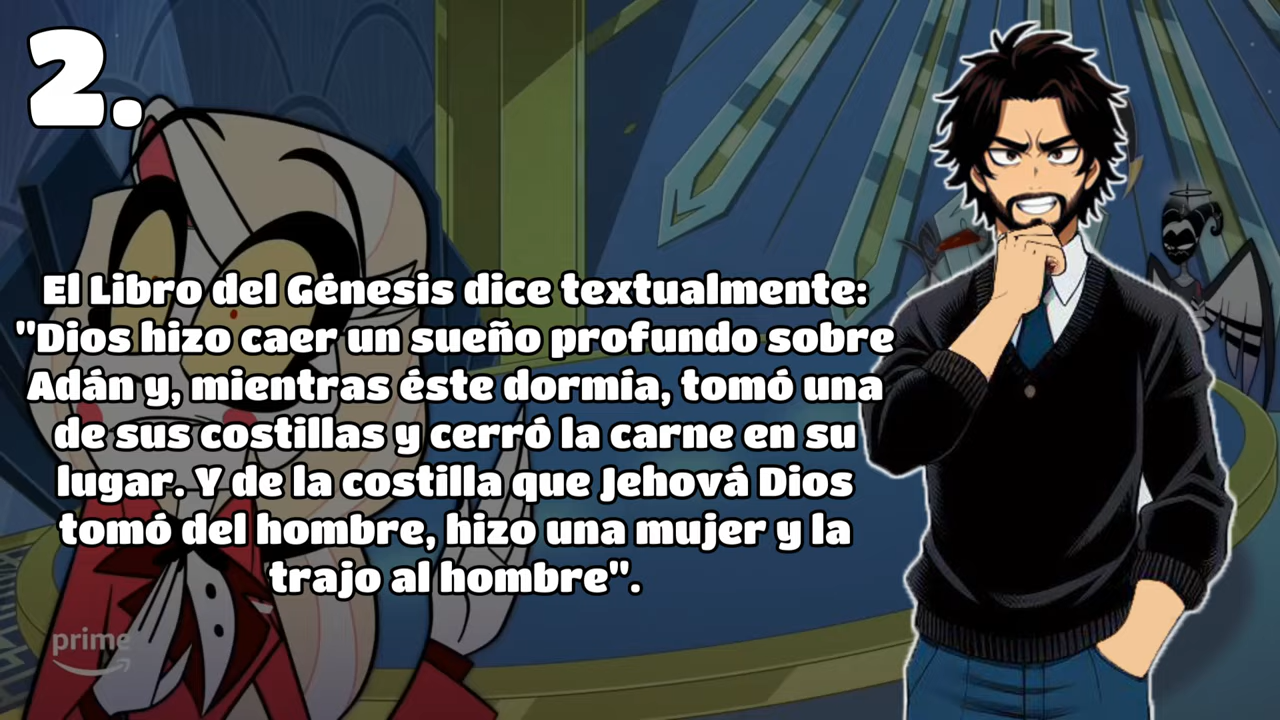 2.
El Libro del Génesis dice textualmente:
"Dios hizo caer un sueño profundo sobre
Adán y, mientras éste dormía, tomó una
de sus costillas y cerró la carne en su
lugar. Y de la costilla que Jehová Dios
tomó del hombre, hizo una mujer y la
trajo al hombre".
prime